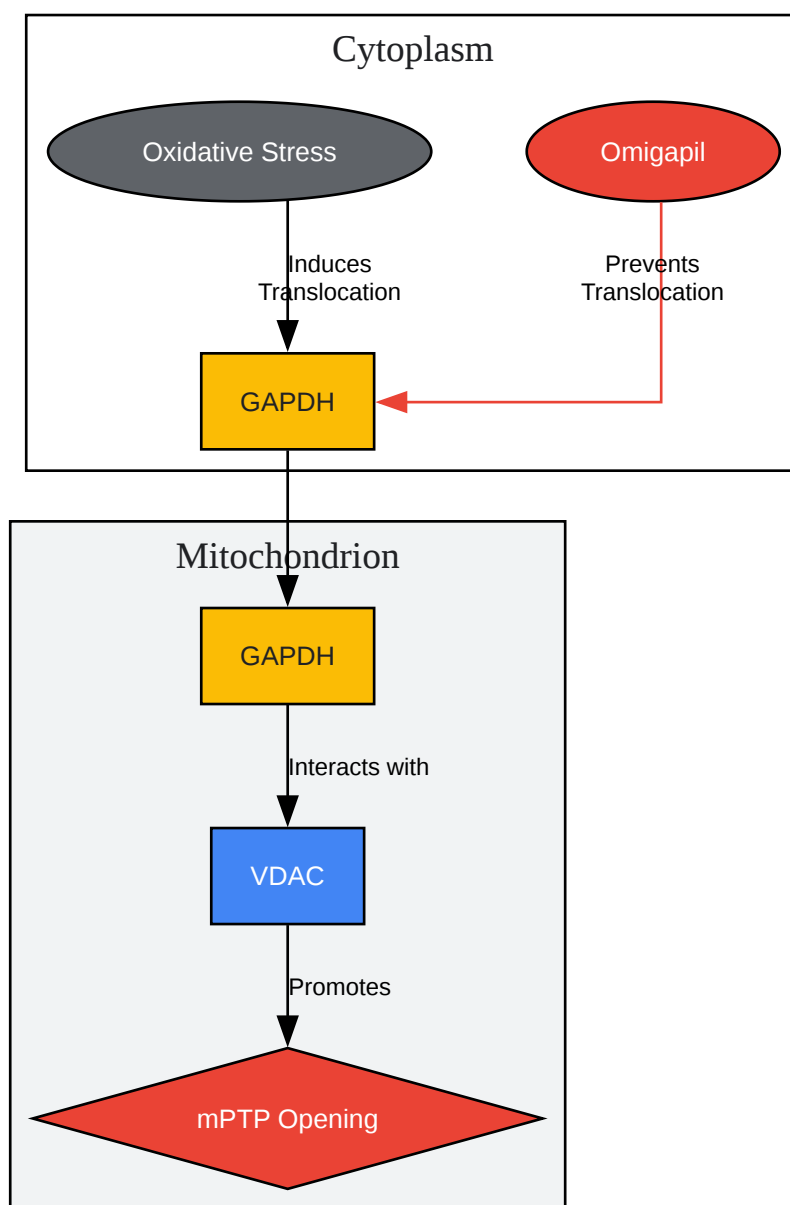 Cytoplasm
Oxidative Stress
Omigapil
Induces
Translocation
Prevents
Translocation
GAPDH
Mitochondrion
GAPDH
Interacts with
VDAC
Promotes
mPTP Opening